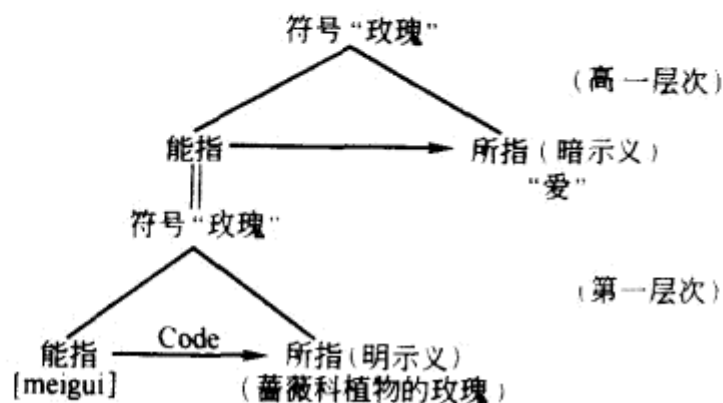 符号“玫瑰”
(高一层次)
能指
所指(暗示义)
“爱”
符号“玫瑰”
(第一层次)
能指
Code
所指(明示义)
[meigui]
(蔷薇科植物的玫瑰)